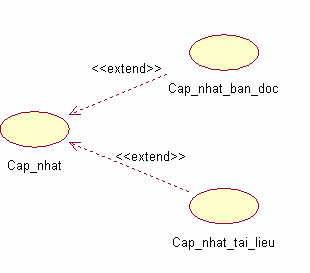 <<extend>>
Cap_nhat_ban_doc
<<extend>>
Cap_nhat
Cap_nhat_tai_lieu